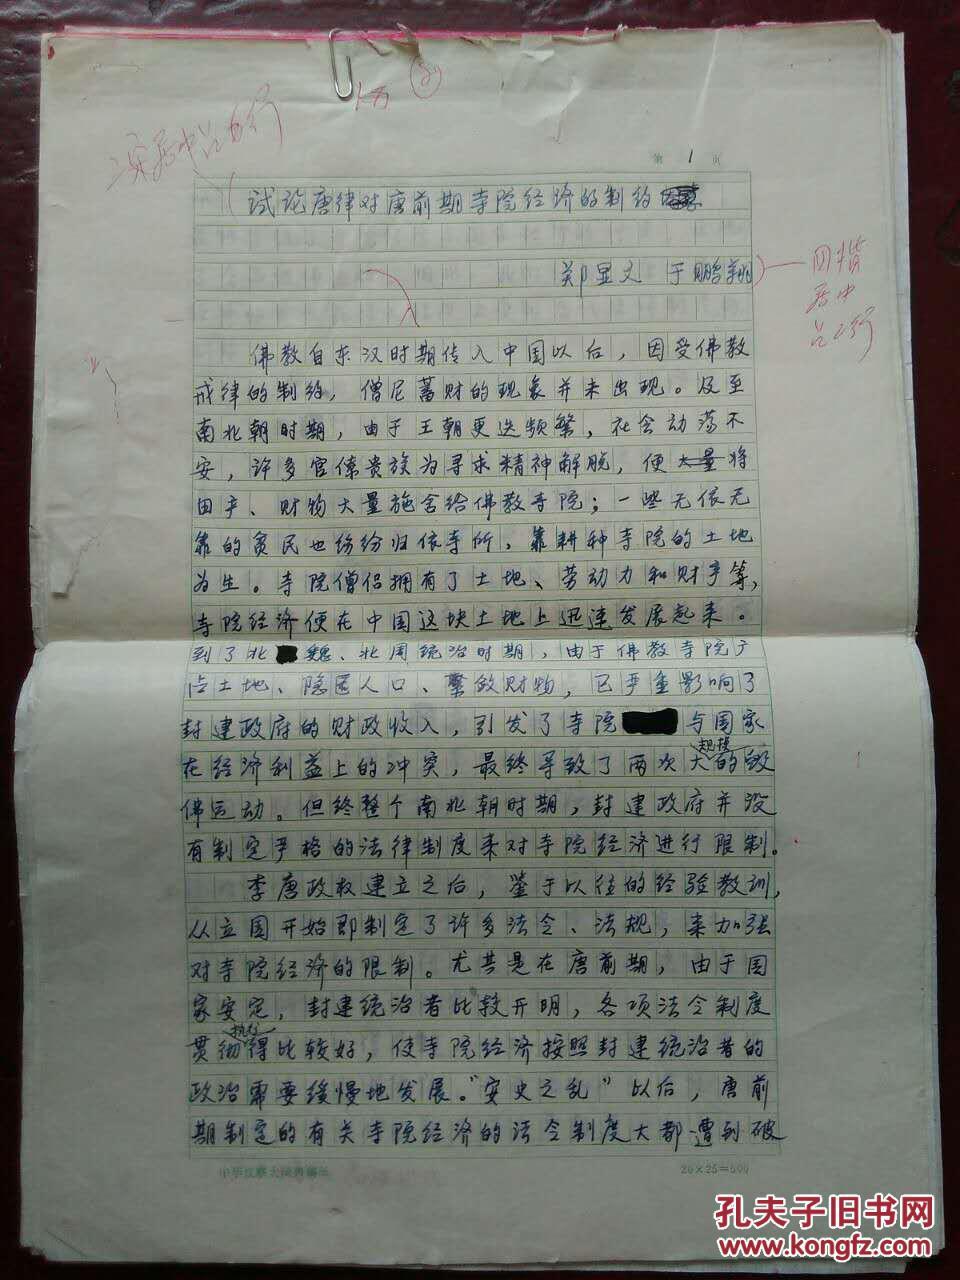 第 1 页
试论唐律对唐前期寺院经济的制约
郑显文 于鹏翔
四楷
居中
占2行
佛教自东汉时期传入中国以后，因受佛教
戒律的制约，僧尼蓄财的现象并未出现。及至
南北朝时期，由于王朝更迭频繁，社会动荡不
安，许多官僚贵族为寻求精神解脱，便大量将
田产、财物大量施舍给佛教寺院；一些无依无
靠的贫民也纷纷归依寺所，靠耕种寺院的土地
为生。寺院僧侣拥有了土地、劳动力和财产等，
寺院经济便在中国这块土地上迅速发展起来。
到了北魏、北周统治时期，由于佛教寺院广
占土地、隐匿人口、聚敛财物，已严重影响了
封建政府的财政收入，引发了寺院与国家
在经济利益上的冲突，最终导致了两次大规模的毁
佛运动。但终整个南北朝时期，封建政府并没
有制定严格的法律制度来对寺院经济进行限制。
李唐政权建立之后，鉴于以往的经验教训，
从立国开始即制定了许多法令、法规，来加强
对寺院经济的限制。尤其是在唐前期，由于国
家安定，封建统治者比较开明，各项法令制度
贯彻执行得比较好，使寺院经济按照封建统治者的
政治需要缓慢地发展。“安史之乱”以后，唐前
期制定的有关寺院经济的法令制度大都遭到破
20×25=500
孔夫子旧书网
www.kongfz.com